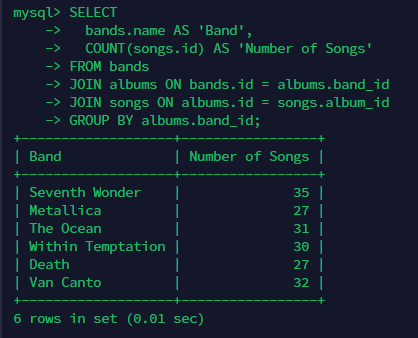 mysql> SELECT
    ->   bands.name AS 'Band',
    ->   COUNT(songs.id) AS 'Number of Songs'
    -> FROM bands
    -> JOIN albums ON bands.id = albums.band_id
    -> JOIN songs ON albums.id = songs.album_id
    -> GROUP BY albums.band_id;
+-------------------+-----------------+
| Band              | Number of Songs |
+-------------------+-----------------+
| Seventh Wonder    |              35 |
| Metallica         |              27 |
| The Ocean         |              31 |
| Within Temptation |              30 |
| Death             |              27 |
| Van Canto         |              32 |
+-------------------+-----------------+
6 rows in set (0.01 sec)